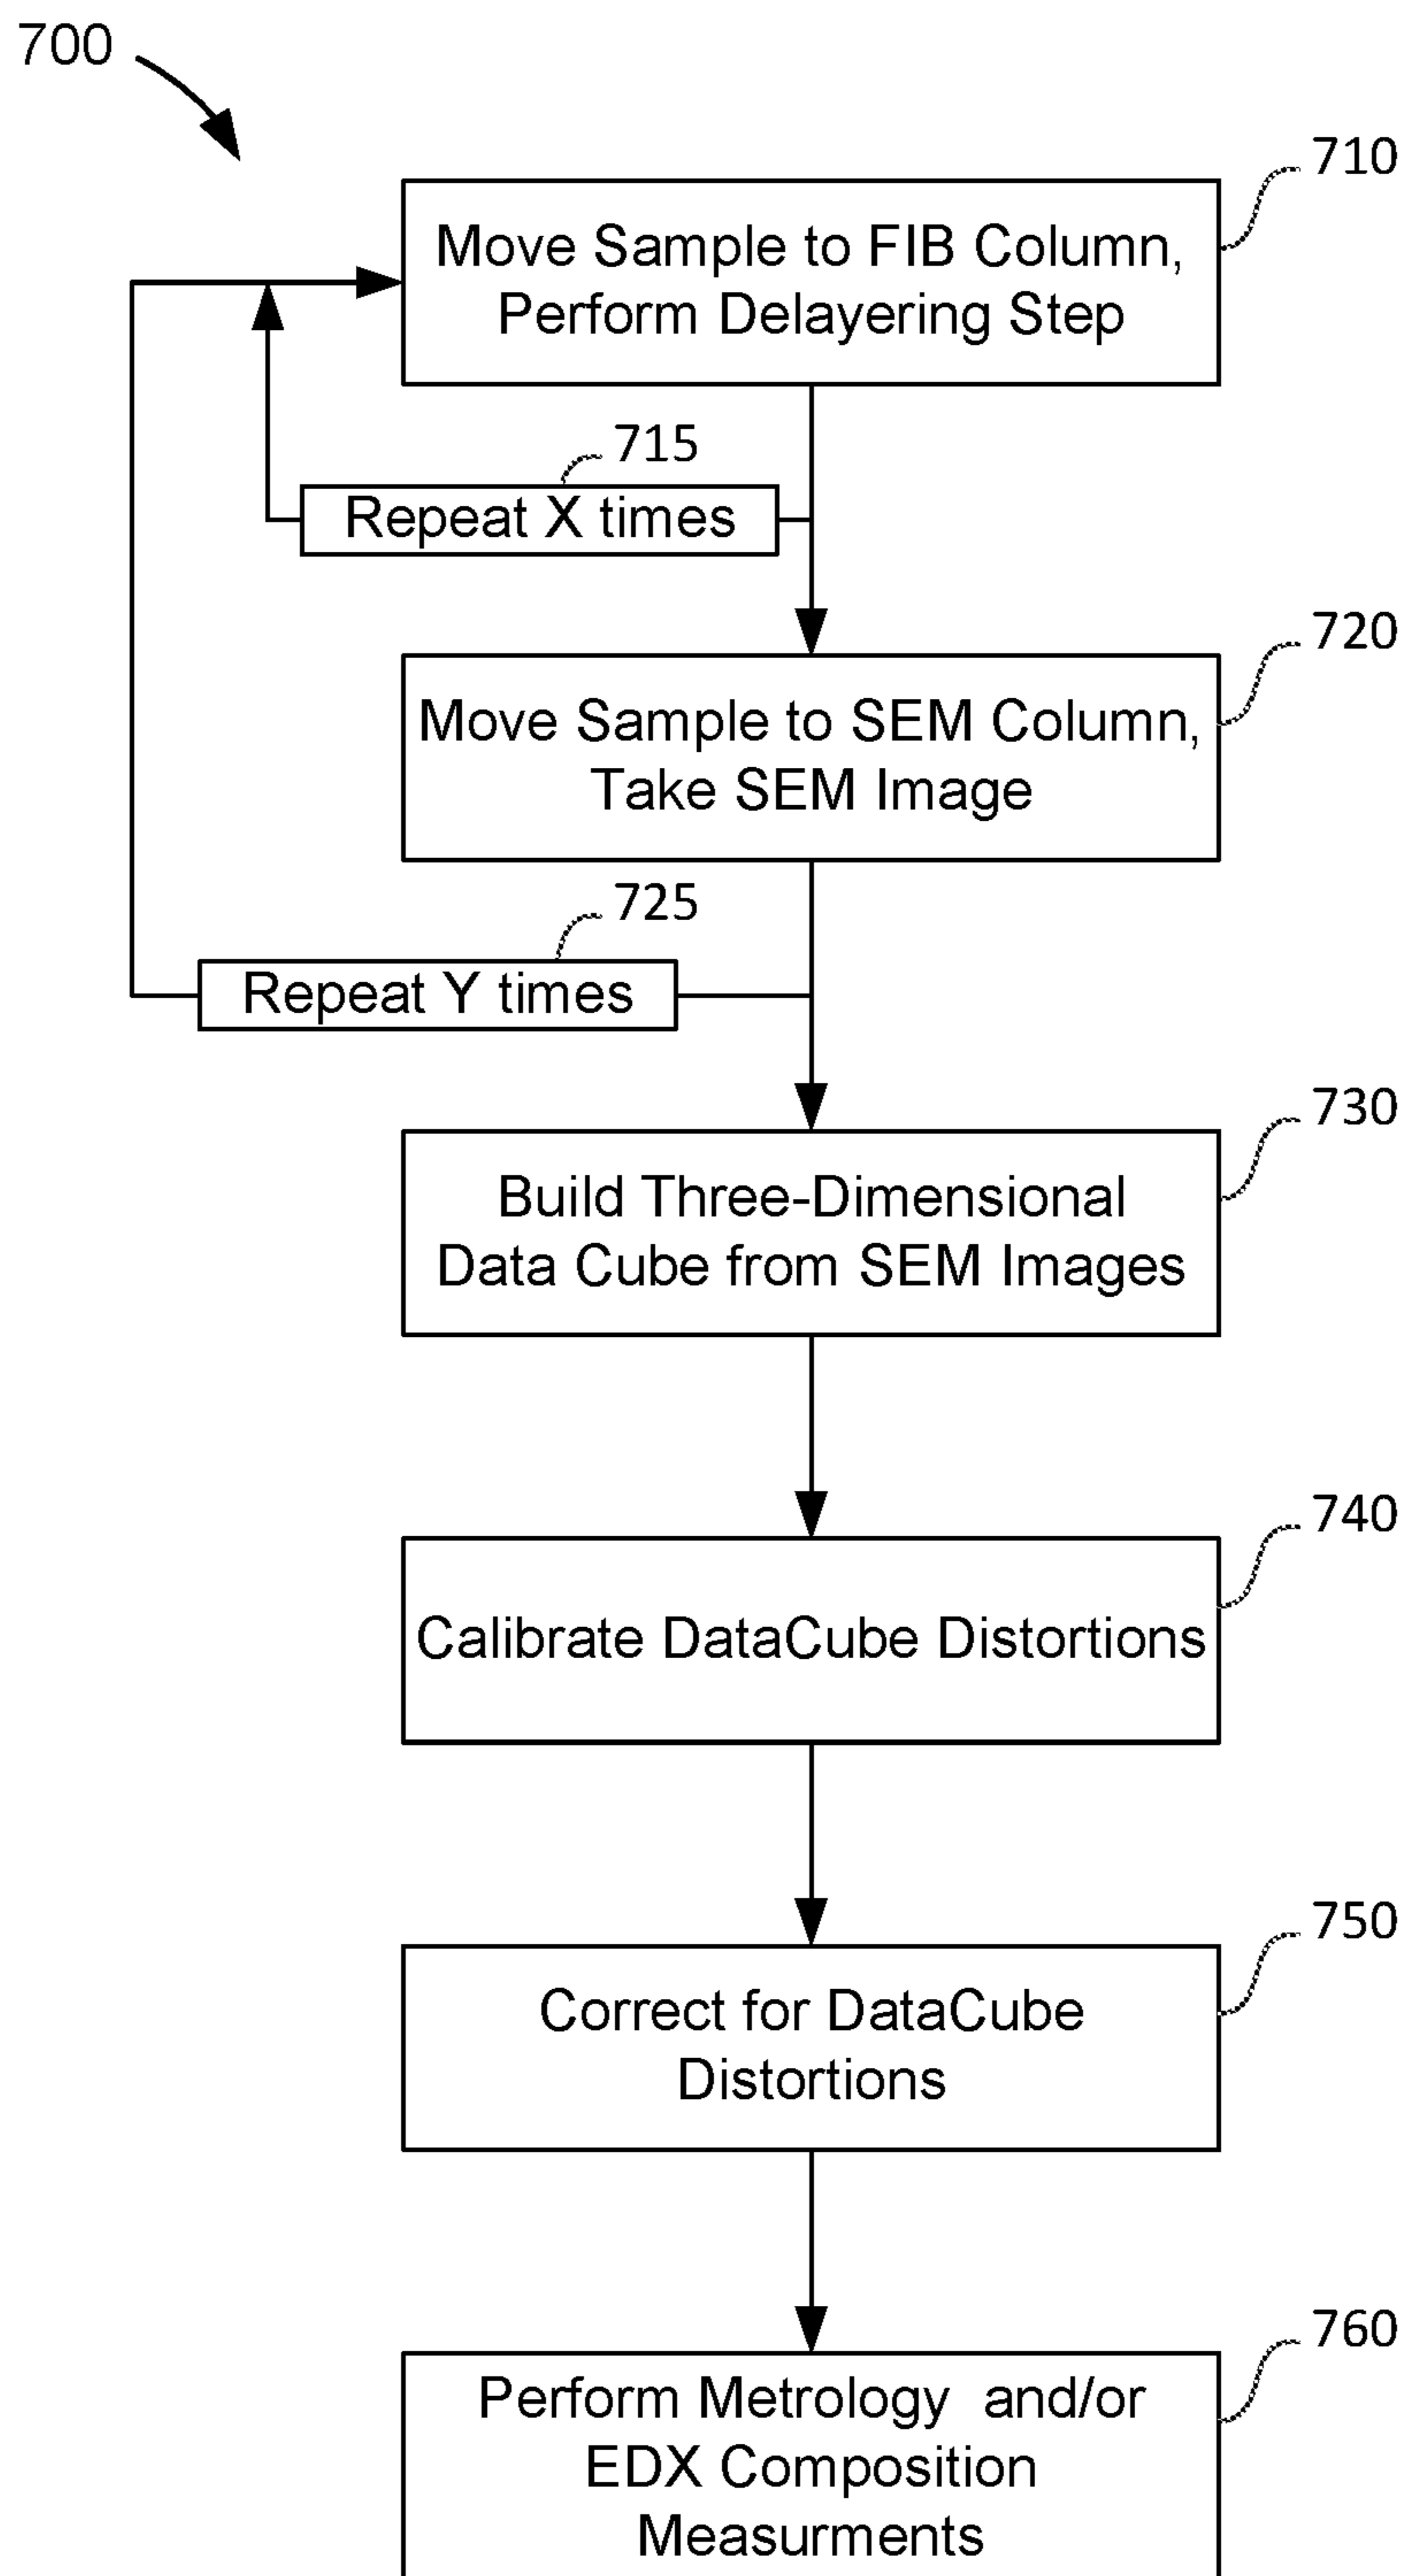 700
710
Move Sample to FIB Column,
Perform Delayering Step
715
Repeat X times
720
Move Sample to SEM Column,
Take SEM Image
725
Repeat Y times
730
Build Three-Dimensional
Data Cube from SEM Images
740
Calibrate DataCube Distortions
750
Correct for DataCube
Distortions
760
Perform Metrology and/or
EDX Composition
Measurments